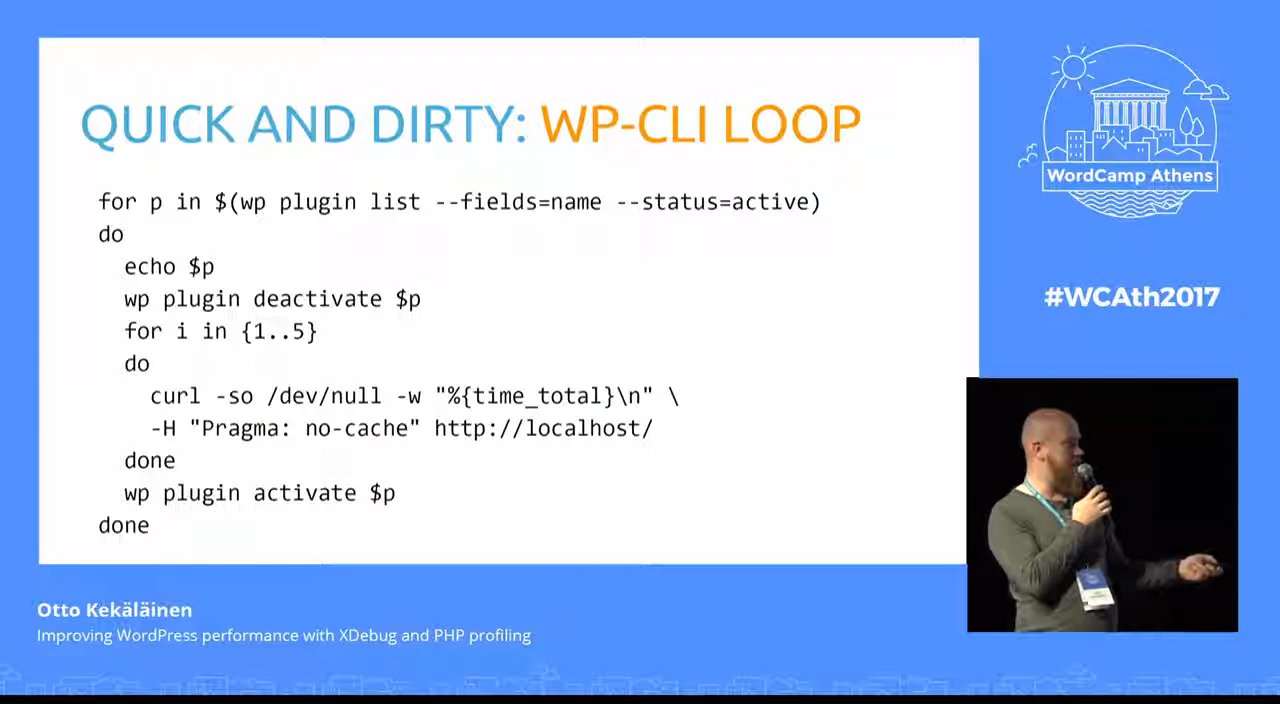 QUICK AND DIRTY: WP-CLI LOOP
for p in $(wp plugin list --fields=name --status=active)
do
echo $p
wp plugin deactivate $p
for i in {1..5}
do
curl -so /dev/null -w "%{time_total}\n" \
-H "Pragma: no-cache" http://localhost/
done
wp plugin activate $p
done
WordCamp Athens
#WCAth2017
Otto Kekäläinen
Improving WordPress performance with XDebug and PHP profiling